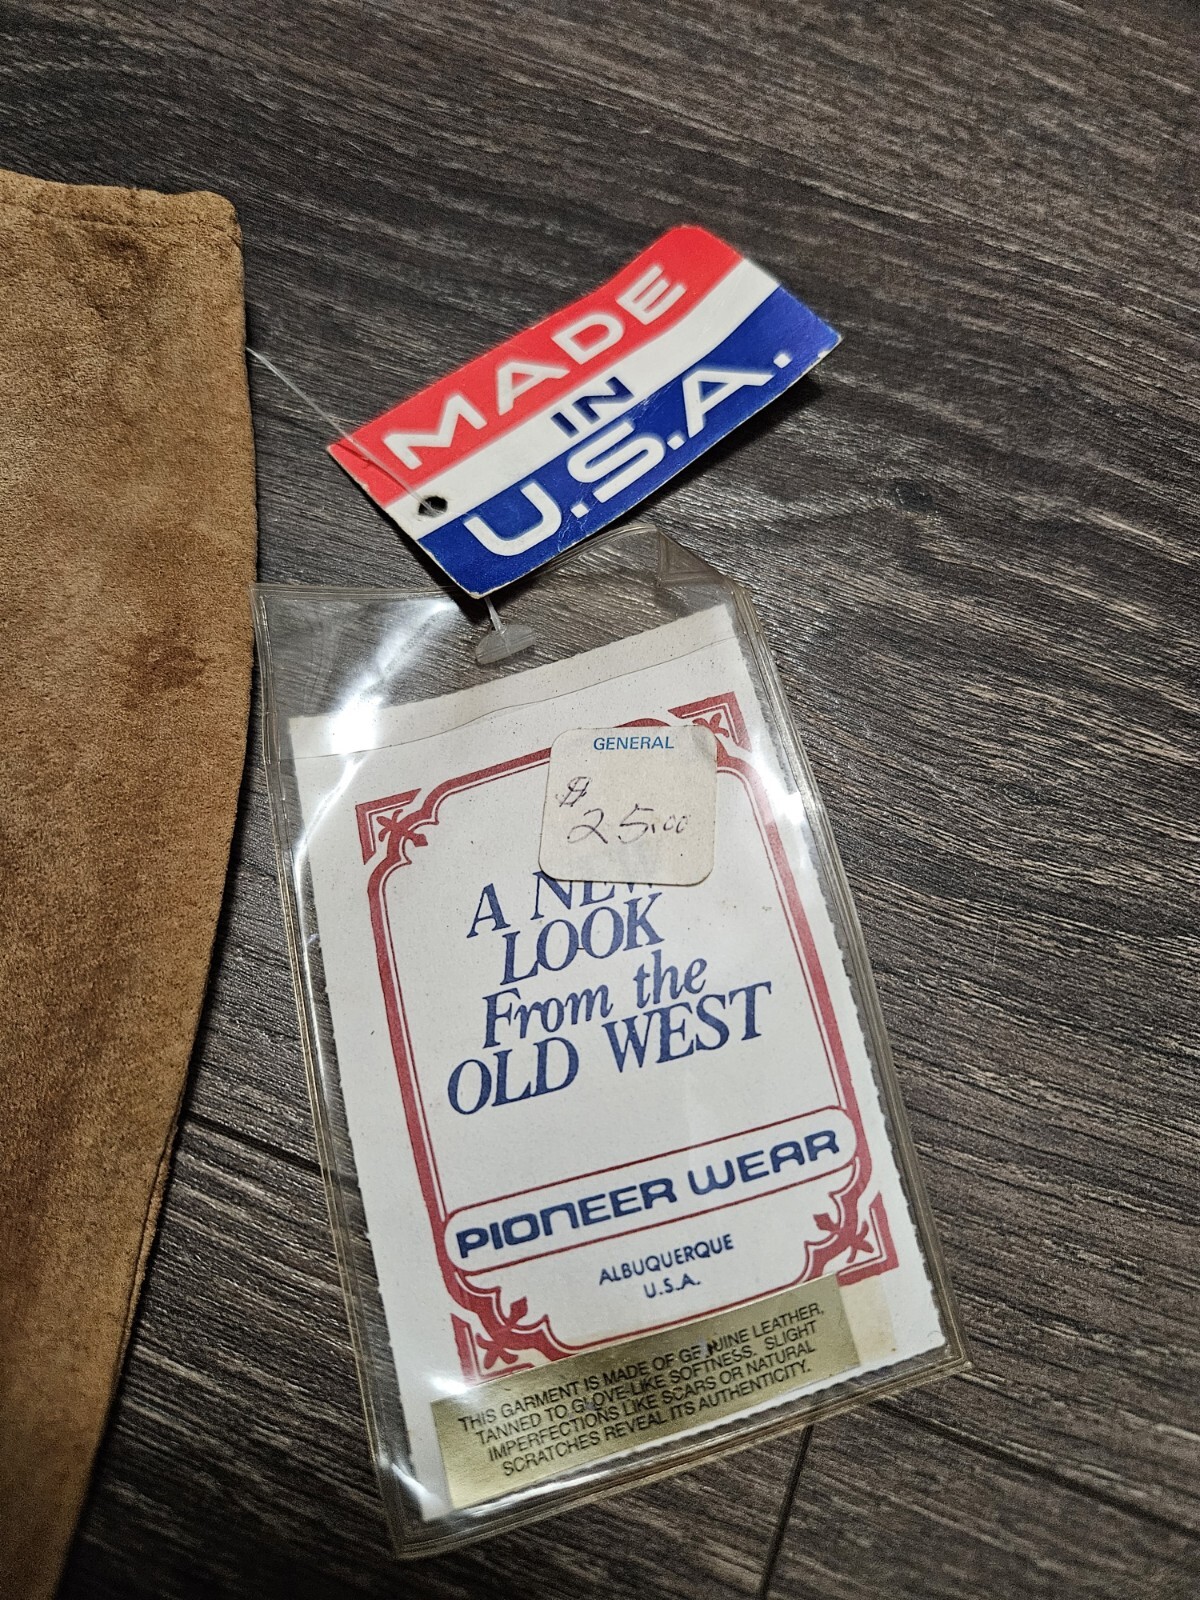 MADE
IN
U.S.A.
GENERAL
$
25.00
A NEW
LOOK
From the
OLD WEST
PIONEER WEAR
ALBUQUERQUE
U.S.A.
THIS GARMENT IS MADE OF GENUINE LEATHER,
TANNED TO GLOVE-LIKE SOFTNESS. SLIGHT
IMPERFECTIONS LIKE SCARS OR NATURAL
SCRATCHES REVEAL ITS AUTHENTICITY.